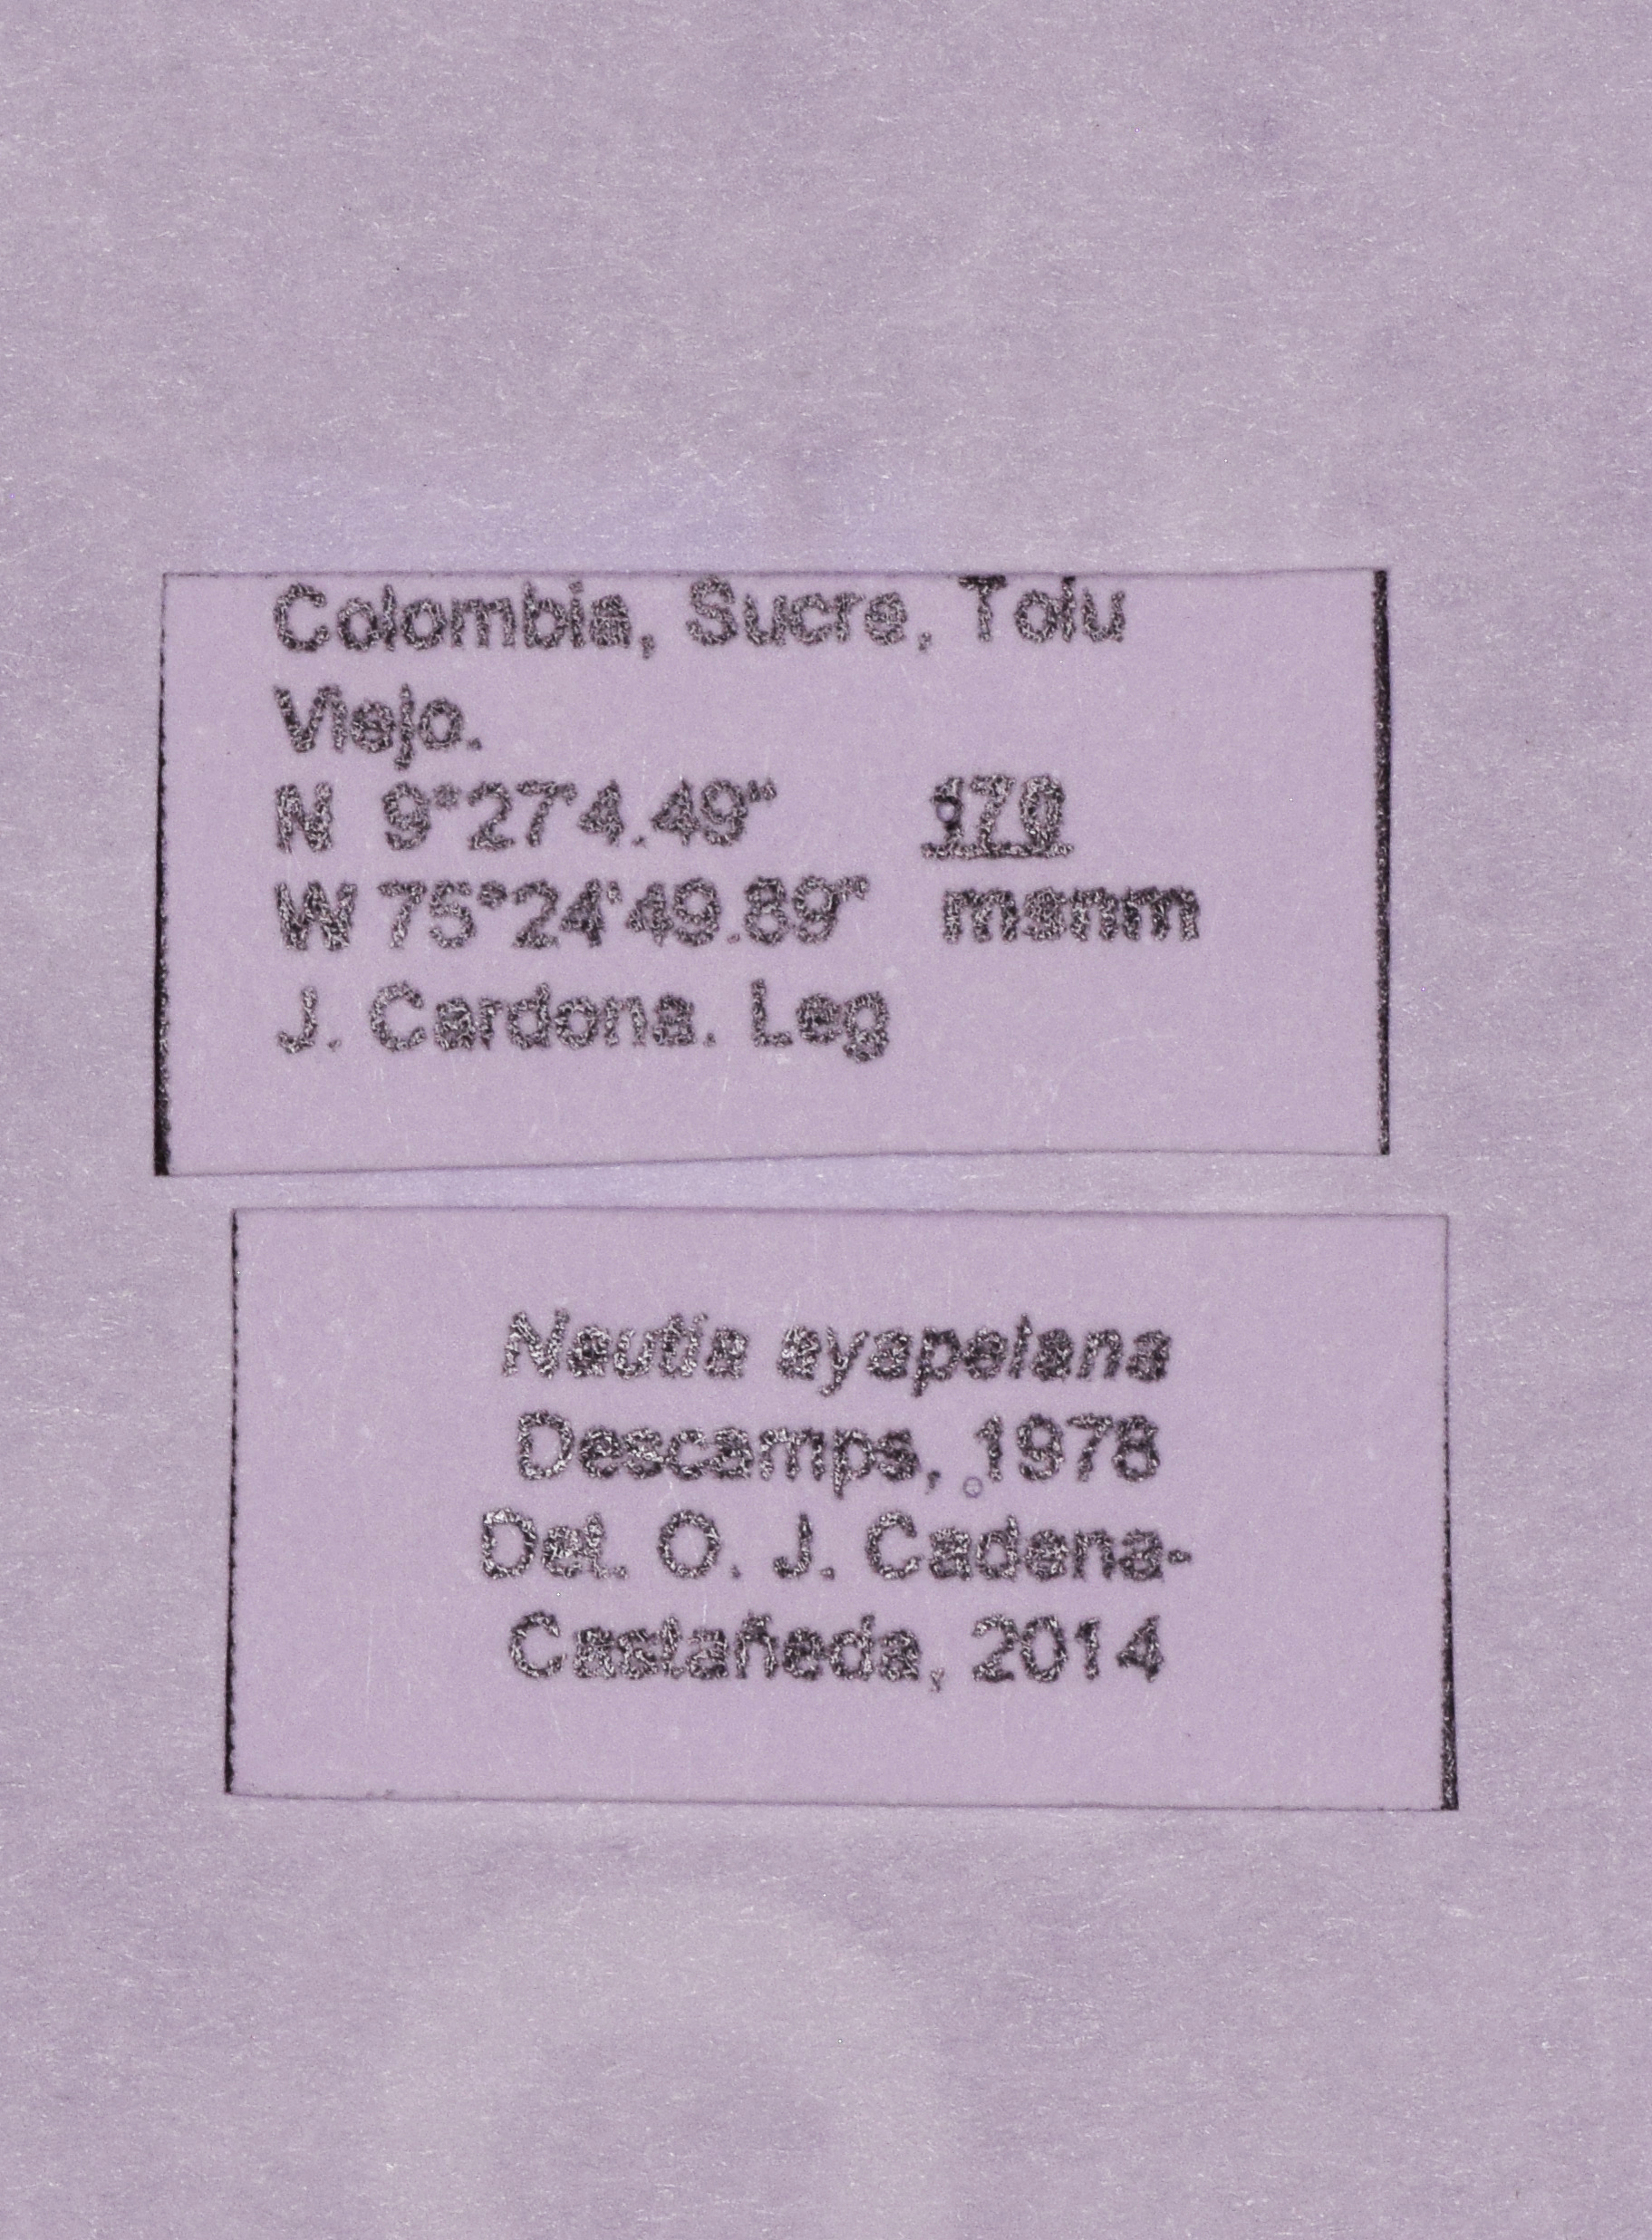 Colombia, Sucre, Tolu
Viejo.
N 9°27'4.49" 170
W 75°24'49.89" msnm
J. Cardona. Leg
Nautia ayapelana
Descamps, 1978
Det. O. J. Cadena-
Castañeda, 2014